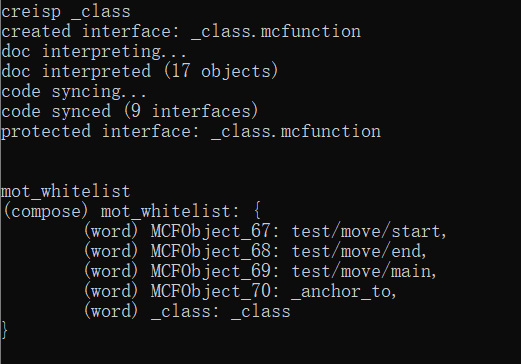 creisp _class
created interface: _class.mcfunction
doc interpreting...
doc interpreted (17 objects)
code syncing...
code synced (9 interfaces)
protected interface: _class.mcfunction
mot_whitelist
(compose) mot_whitelist: {
(word) MCFObject_67: test/move/start,
(word) MCFObject_68: test/move/end,
(word) MCFObject_69: test/move/main,
(word) MCFObject_70: _anchor_to,
(word) _class: _class
}